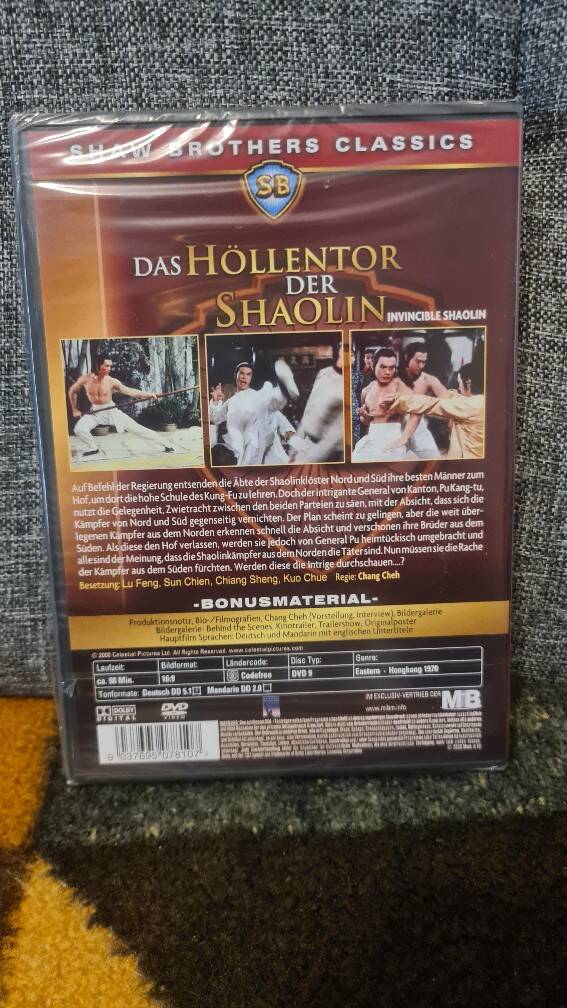 SHAW BROTHERS CLASSICS
SB
DAS HÖLLENTOR
DER
SHAOLIN INVINCIBLE SHAOLIN
Auf Befehl der Regierung entsenden die Äbte der Shaolinklöster Nord und Süd ihre besten Männer zum
Hof, um dort die hohe Schule des Kung-Fu zu lehren. Doch der intrigante General von Kanton, Pu Kang-tu,
nutzt die Gelegenheit, Zwietracht zwischen den beiden Parteien zu säen, mit der Absicht, dass sich die
Kämpfer von Nord und Süd gegenseitig vernichten. Der Plan scheint zu gelingen, aber die weit über-
legenen Kämpfer aus dem Norden erkennen schnell die Absicht und verschonen ihre Brüder aus dem
Süden. Als diese den Hof verlassen, werden sie jedoch von General Pu heimtückisch umgebracht und
alle sind der Meinung, dass die Shaolinkämpfer aus dem Norden die Täter sind. Nun müssen sie die Rache
der Kämpfer aus dem Süden fürchten. Werden diese die Intrige durchschauen....?
Besetzung: Lu Feng, Sun Chien, Chiang Sheng, Kuo Chue Regie: Chang Cheh
-BONUSMATERIAL-
Produktionsnotiz, Bio-/Filmografien, Chang Cheh (Vorstellung, Interview), Bildergalerie
Bildergalerie- Behind the Scenes, Kinotrailer, Trailershow, Originalposter
Hauptfilm Sprachen: Deutsch und Mandarin mit englischen Untertiteln
© 2008 Celestial Pictures Ltd. All Rights Reserved. www.celestialpictures.com
Laufzeit: Bildformat: Ländercode: Disc Typ: Genre:
ca. 98 Min. 16:9 Codefree DVD 9 Eastern - Hongkong 1970
Tonformate: Deutsch DD 5.1 Mandarin DD 2.0
DOLBY
DIGITAL
DVD
VIDEO
IM EXCLUSIV-VERTRIEB DER MIB
www.mibm.info
9 037695 078107